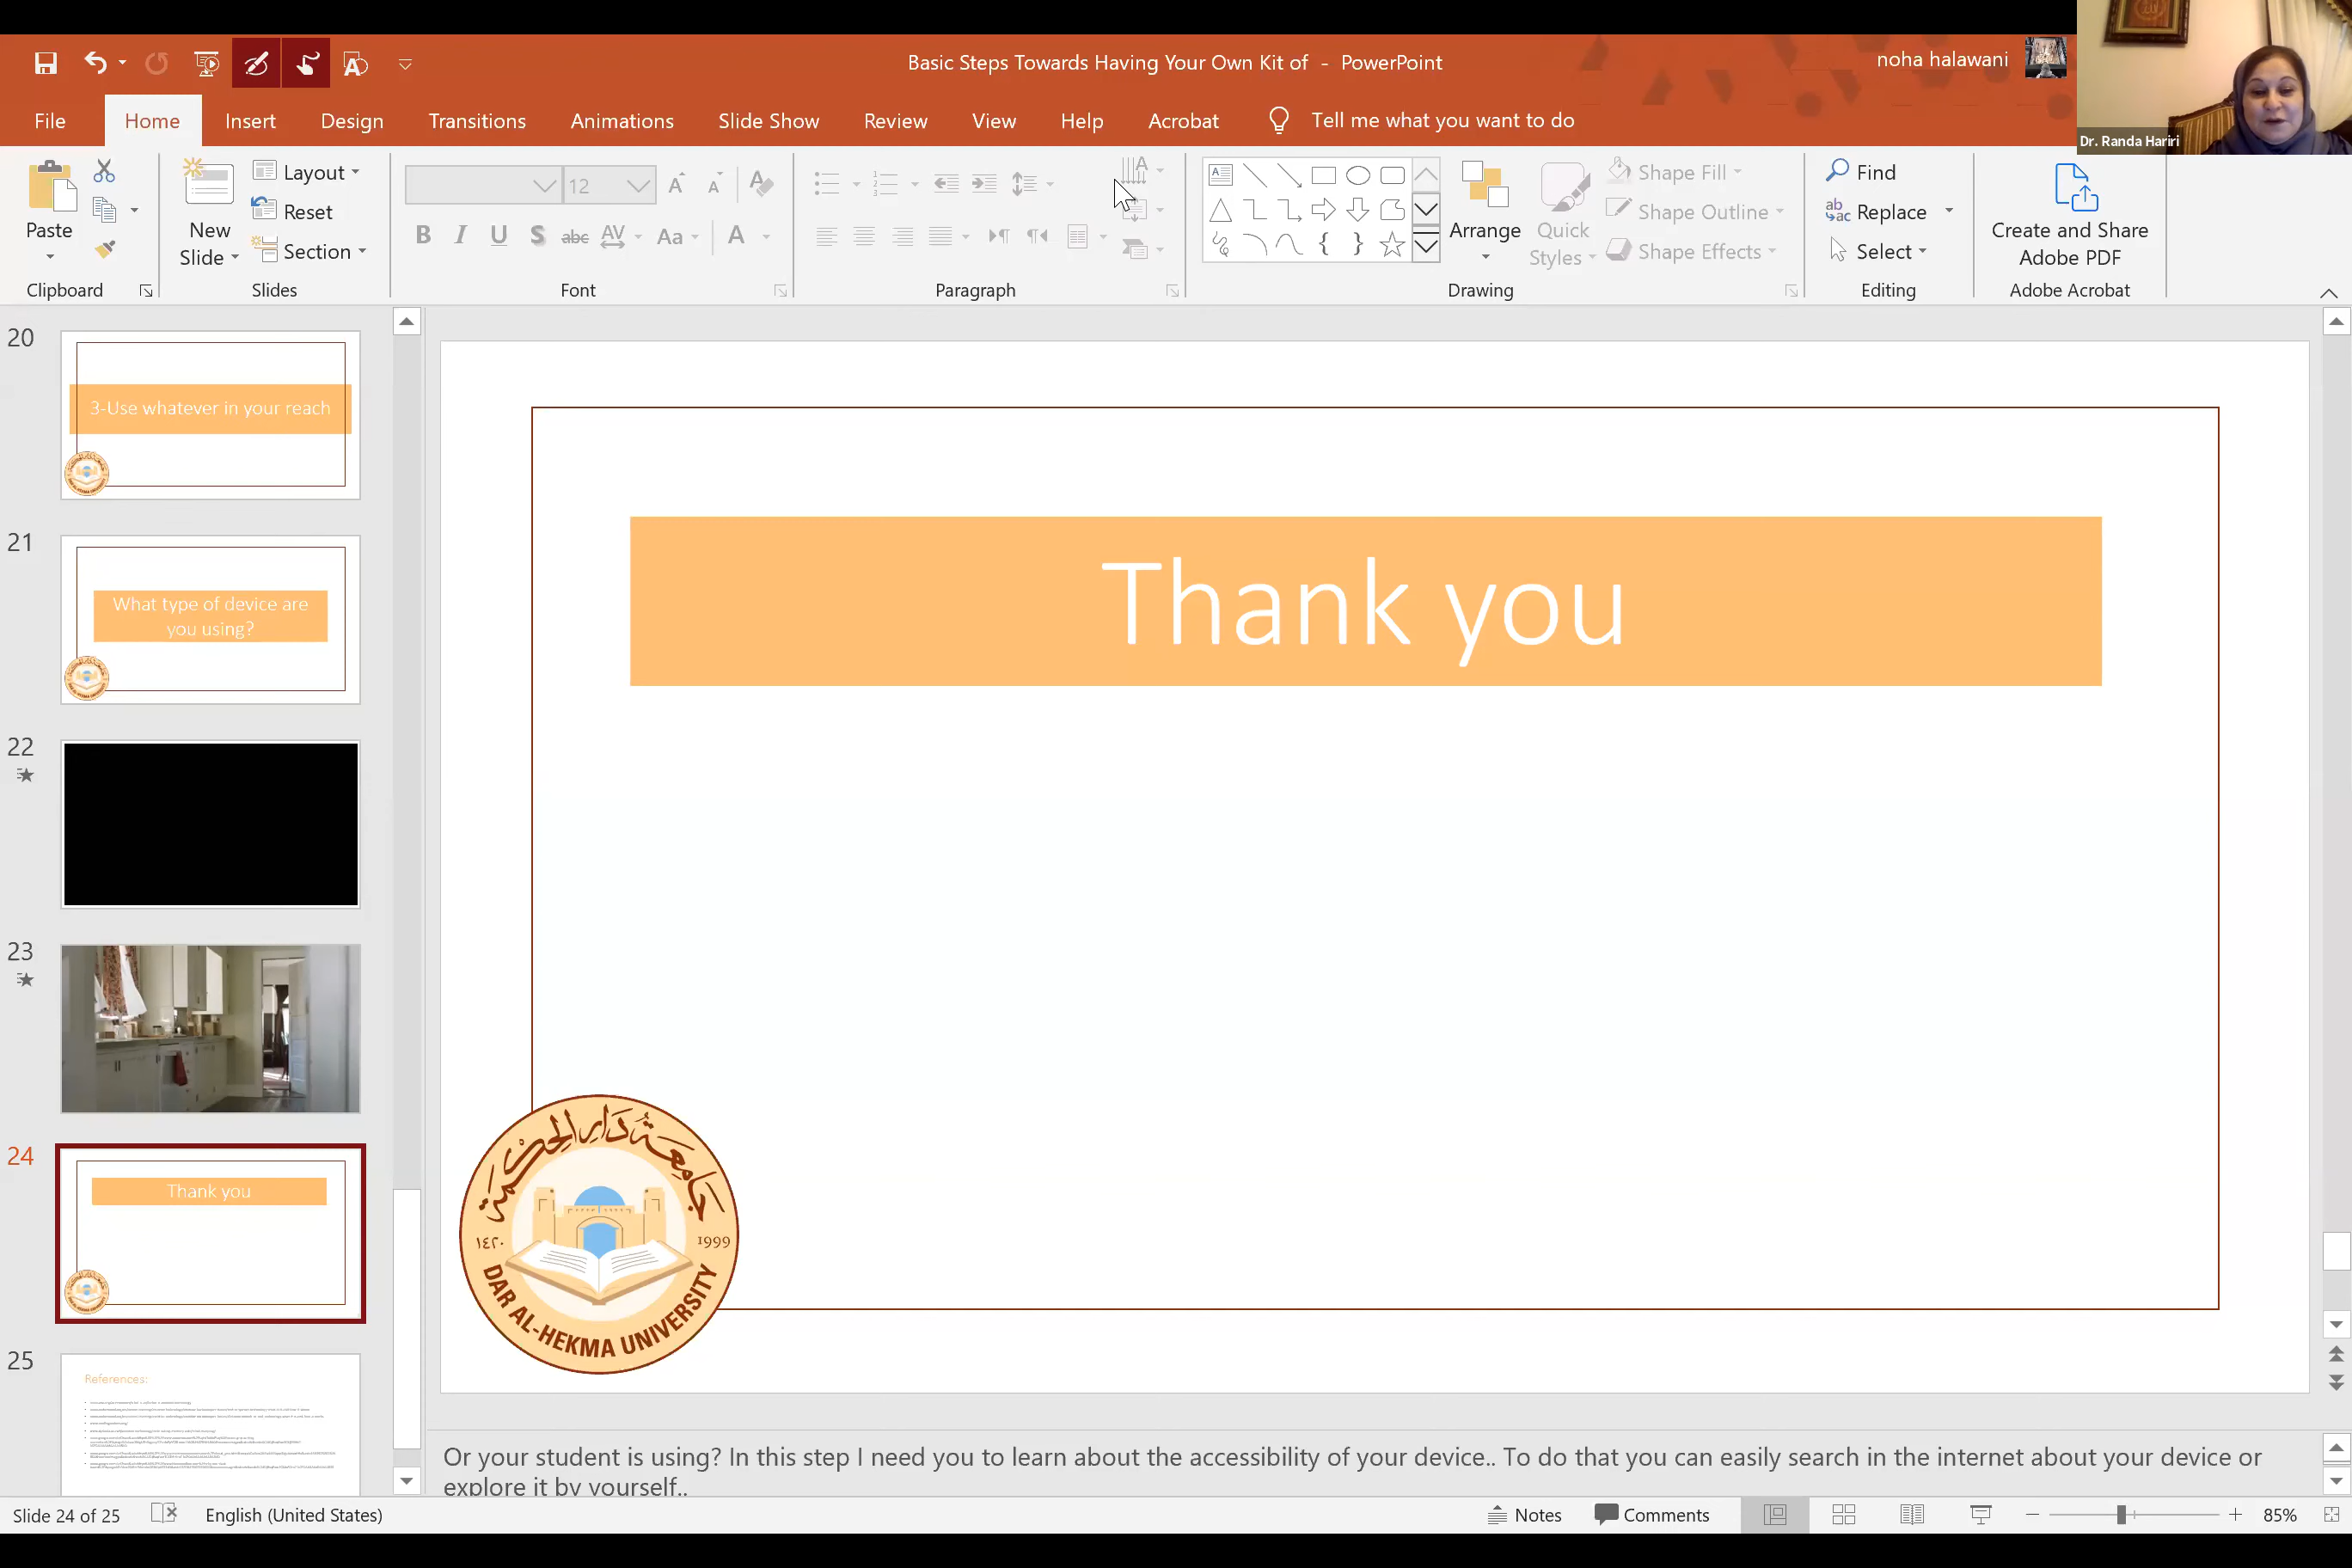 Basic Steps Towards Having Your Own Kit of - PowerPoint
noha halawani
Dr. Randa Hariri
File Home Insert Design Transitions Animations Slide Show Review View Help Acrobat Tell me what you want to do
Paste
Clipboard
New Slide
Layout
Reset
Section
Slides
12
B I U S abc AV Aa A
Font
Paragraph
Arrange
Quick Styles
Shape Fill
Shape Outline
Shape Effects
Drawing
Find
Replace
Select
Editing
Create and Share
Adobe PDF
Adobe Acrobat
20
3-Use whatever in your reach
21
What type of device are
you using?
22
23
24
Thank you
25
References:
Thank you
جامعة دار الحكمة
١٤٢٠
1999
DAR AL-HEKMA UNIVERSITY
Or your student is using? In this step I need you to learn about the accessibility of your device.. To do that you can easily search in the internet about your device or
explore it by yourself..
Slide 24 of 25 English (United States) Notes Comments 85%